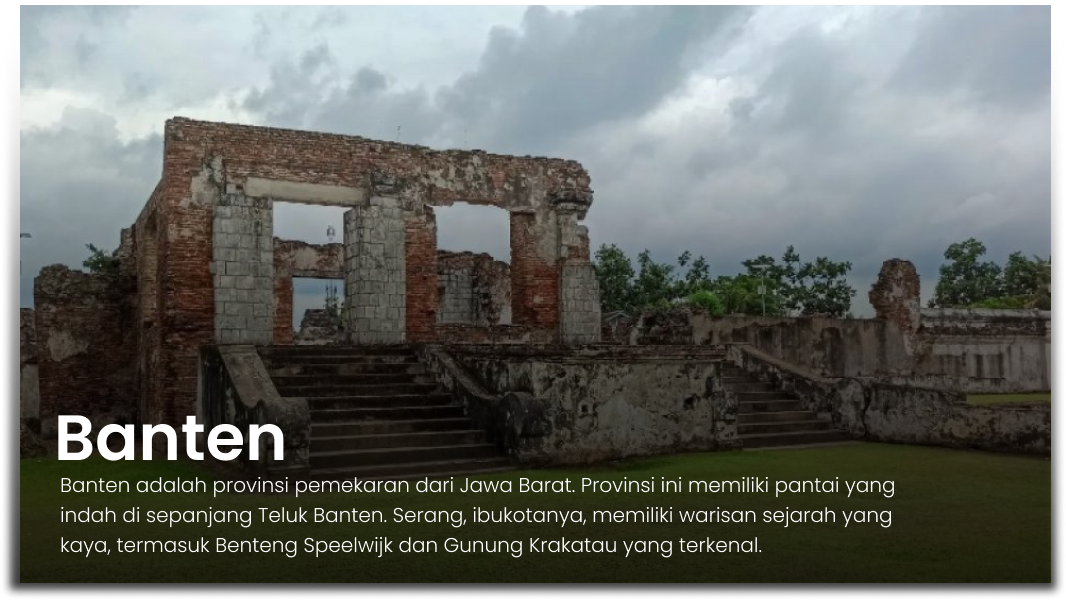 Banten
Banten adalah provinsi pemekaran dari Jawa Barat. Provinsi ini memiliki pantai yang
indah di sepanjang Teluk Banten. Serang, ibukotanya, memiliki warisan sejarah yang
kaya, termasuk Benteng Speelwijk dan Gunung Krakatau yang terkenal.